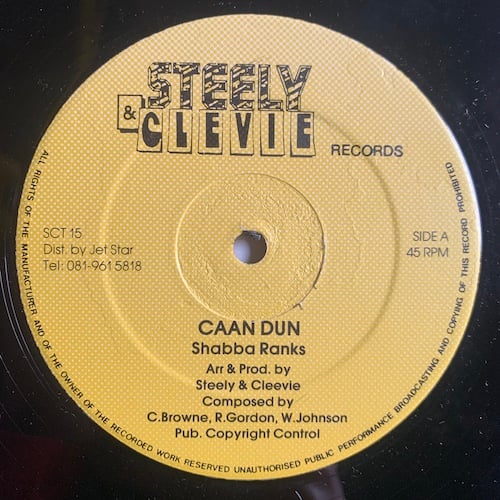 STEELY
& CLEVIE
RECORDS
SCT 15
Dist. by Jet Star
Tel: 081-961 5818
SIDE A
45 RPM
CAAN DUN
Shabba Ranks
Arr & Prod. by
Steely & Cleevie
Composed by
C.Browne, R.Gordon, W.Johnson
Pub. Copyright Control
ALL RIGHTS OF THE MANUFACTURER AND OF THE OWNER OF THE RECORDED WORK RESERVED UNAUTHORISED PUBLIC PERFORMANCE BROADCASTING AND COPYING OF THIS RECORD PROHIBITED